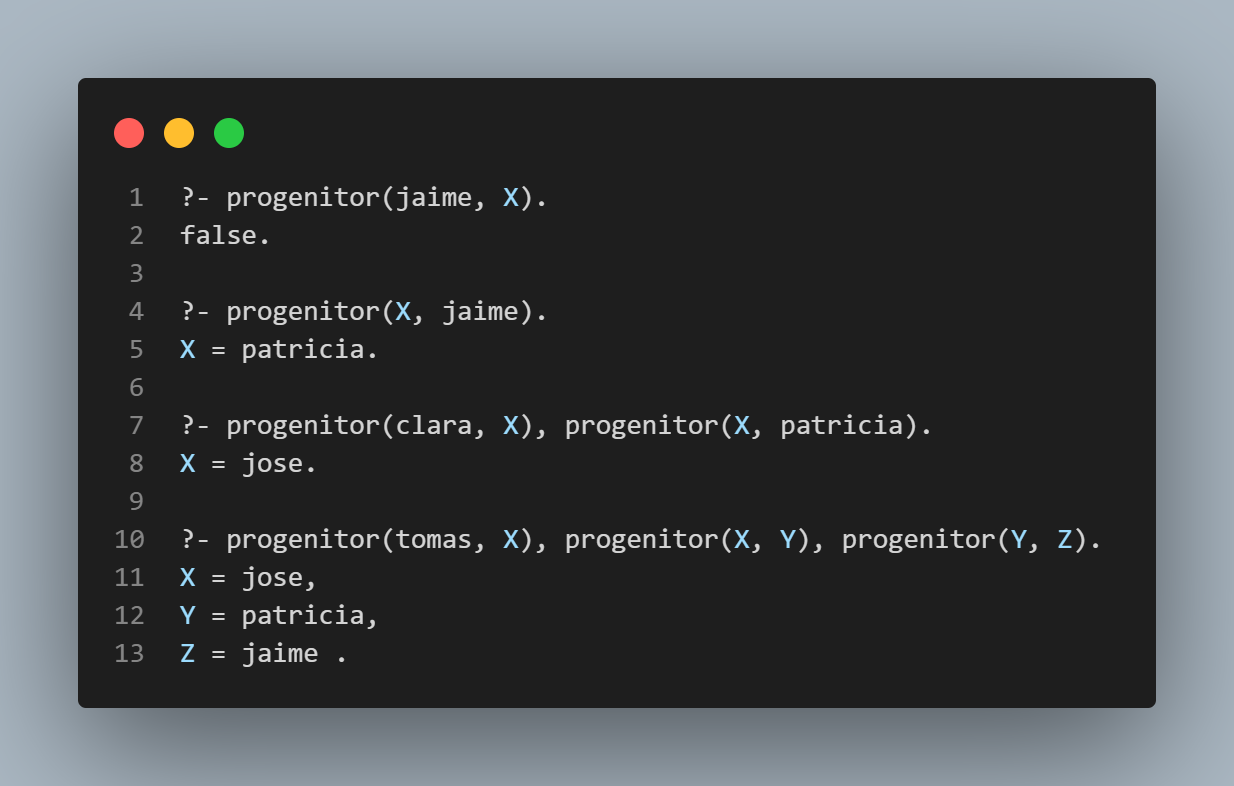 1 ?- progenitor(jaime, X).
2 false.
3
4 ?- progenitor(X, jaime).
5 X = patricia.
6
7 ?- progenitor(clara, X), progenitor(X, patricia).
8 X = jose.
9
10 ?- progenitor(tomas, X), progenitor(X, Y), progenitor(Y, Z).
11 X = jose,
12 Y = patricia,
13 Z = jaime .